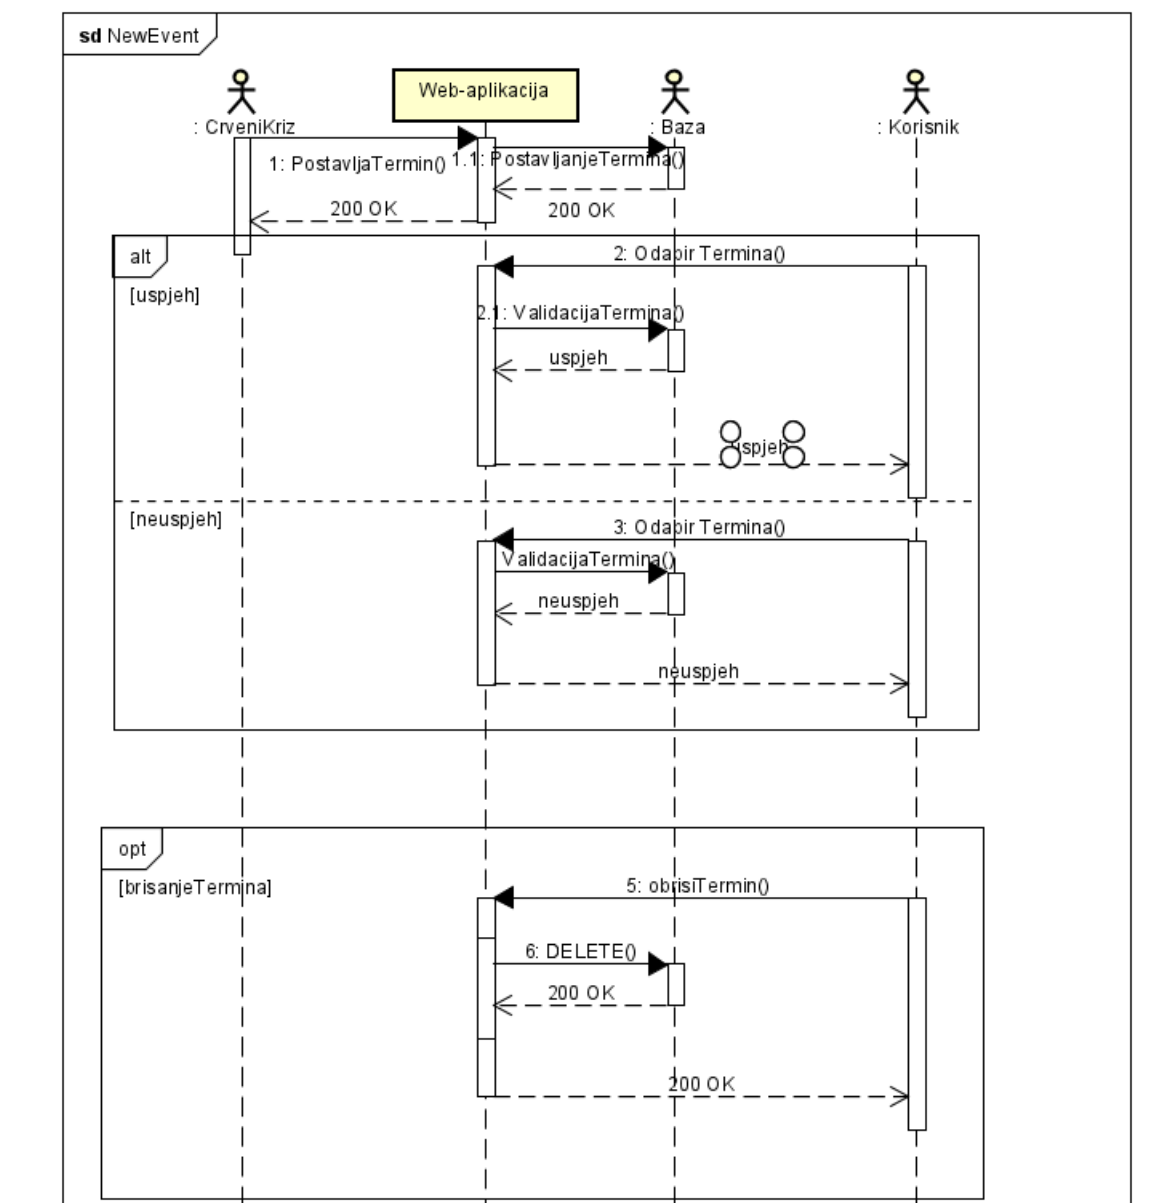 sd NewEvent
Web-aplikacija
: CrveniKriz
: Baza
: Korisnik
1: PostavljaTermin()
1.1: PostavljanjeTermina()
200 OK
200 OK
alt
2: Odabir Termina()
[uspjeh]
2.1: ValidacijaTermina()
uspjeh
uspjeh
[neuspjeh]
3: Odabir Termina()
ValidacijaTermina()
neuspjeh
neuspjeh
opt
[brisanjeTermina]
5: obrisiTermin()
6: DELETE()
200 OK
200 OK